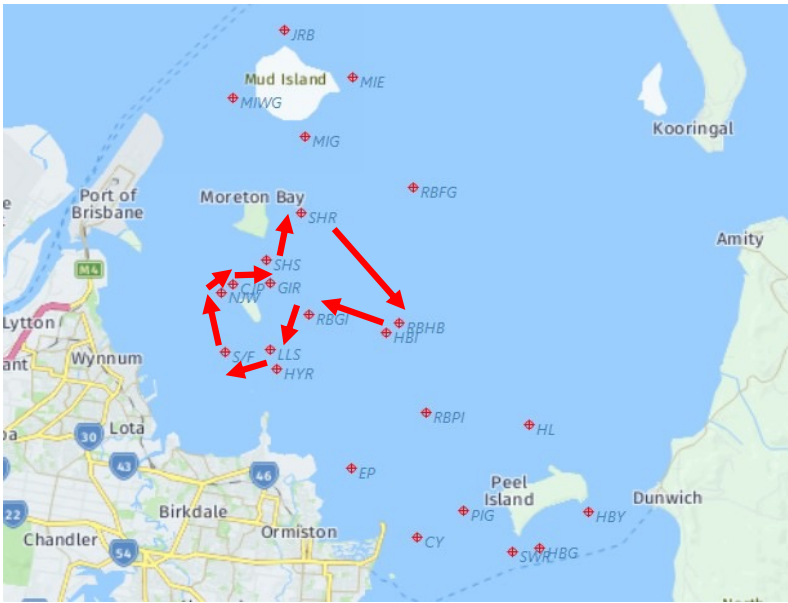 JRB
Mud Island
MIE
MIWG
MIG
Kooringal
RBFG
Port of
Brisbane
Moreton Bay
SHR
Amity
M4
SHS
GIR
CJP
NJW
RBGI
RBHB
HBI
Lytton
Wynnum
S/F
LLS
HYR
RBPI
HL
Lota
30
43
46
EP
Peel
Island
Dunwich
22
Birkdale
PIG
HBY
Chandler
54
Ormiston
CY
SWR
HBG